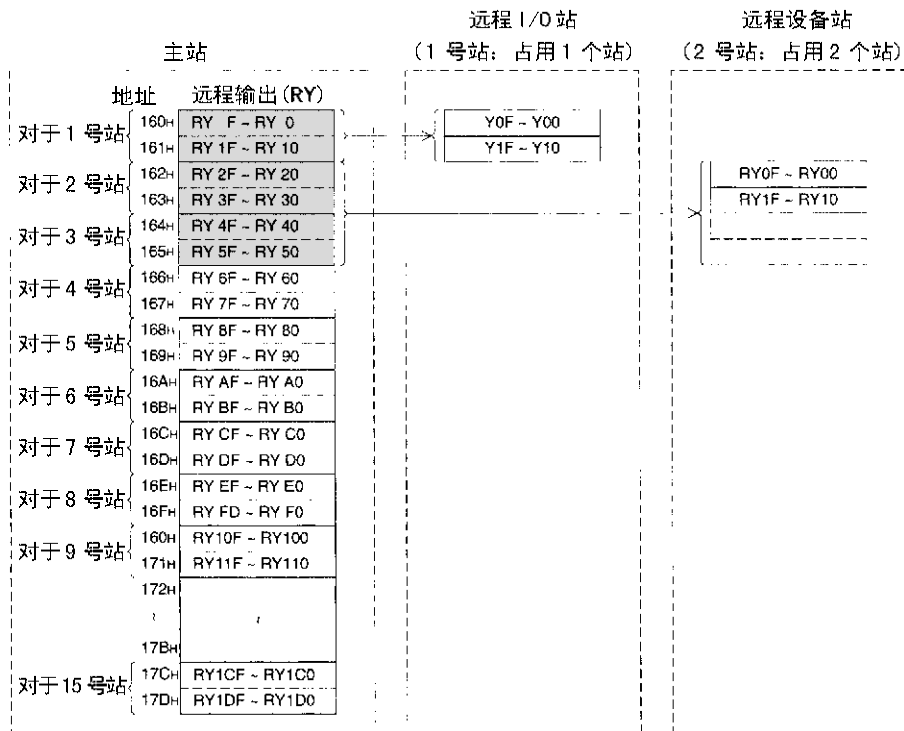 远程 I/O 站
远程设备站
主站
(1 号站: 占用 1 个站)
(2 号站: 占用 2 个站)
地址 远程输出(RY)
对于 1 号站
160H RY F ~ RY 0
161H RY 1F ~ RY 10
Y0F ~ Y00
Y1F ~ Y10
对于 2 号站
162H RY 2F ~ RY 20
163H RY 3F ~ RY 30
RY0F ~ RY00
RY1F ~ RY10
对于 3 号站
164H RY 4F ~ RY 40
165H RY 5F ~ RY 50
对于 4 号站
166H RY 6F ~ RY 60
167H RY 7F ~ RY 70
对于 5 号站
168H RY 8F ~ RY 80
169H RY 9F ~ RY 90
对于 6 号站
16AH RY AF ~ RY A0
16BH RY BF ~ RY B0
对于 7 号站
16CH RY CF ~ RY C0
16DH RY DF ~ RY D0
对于 8 号站
16EH RY EF ~ RY E0
16FH RY FD ~ RY F0
对于 9 号站
160H RY10F ~ RY100
171H RY11F ~ RY110
172H
~ ~
17BH
对于 15 号站
17CH RY1CF ~ RY1C0
17DH RY1DF ~ RY1D0